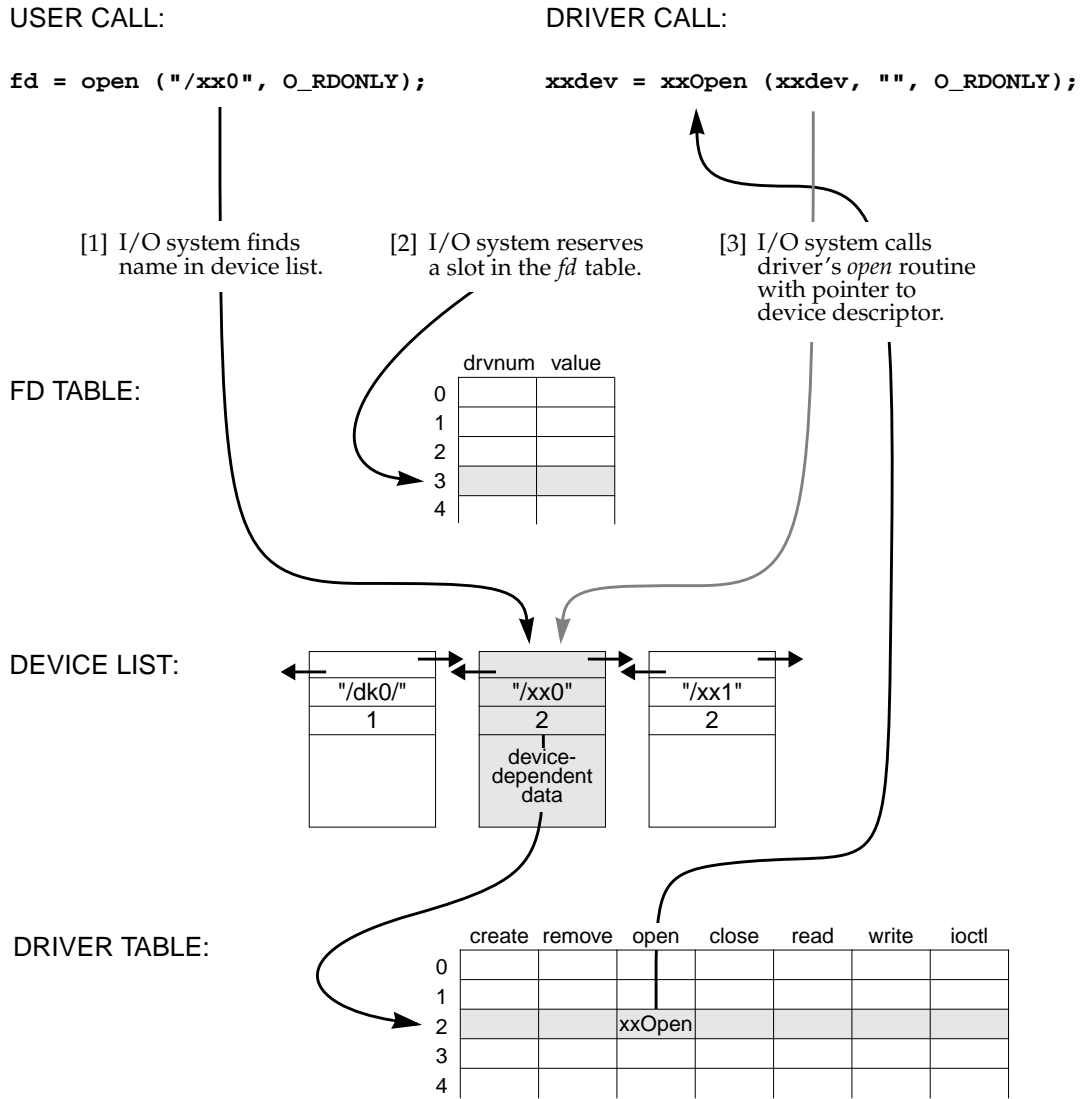 USER CALL:
DRIVER CALL:
fd = open ("/xx0", O_RDONLY);
xxdev = xxOpen (xxdev, "", O_RDONLY);
[1] I/O system finds
name in device list.
[2] I/O system reserves
a slot in the fd table.
[3] I/O system calls
driver's open routine
with pointer to
device descriptor.
FD TABLE:
drvnum value
0
1
2
3
4
DEVICE LIST:
"/dk0/"
1
"/xx0"
2
device-
dependent
data
"/xx1"
2
DRIVER TABLE:
create remove open close read write ioctl
0
1
2 xxOpen
3
4